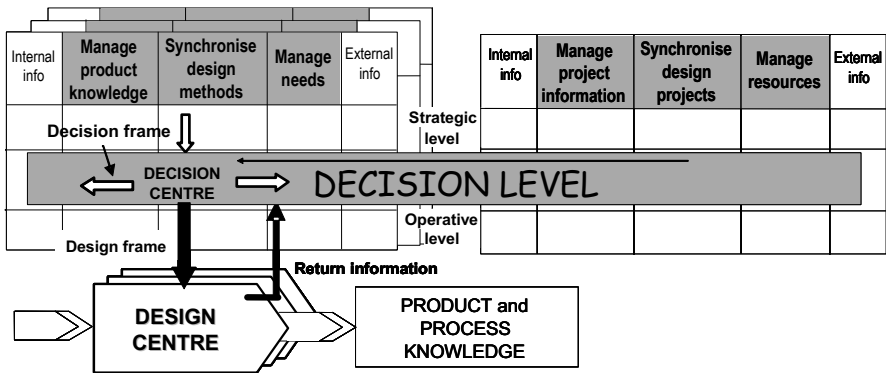 Internal
info
Manage
product
knowledge
Synchronise
design
methods
Manage
needs
External
info
Internal
info
Manage
project
information
Synchronise
design
projects
Manage
resources
External
info
Strategic
level
Decision frame
DECISION
CENTRE
DECISION LEVEL
Operative
level
Design frame
Return Information
DESIGN
CENTRE
PRODUCT and
PROCESS
KNOWLEDGE